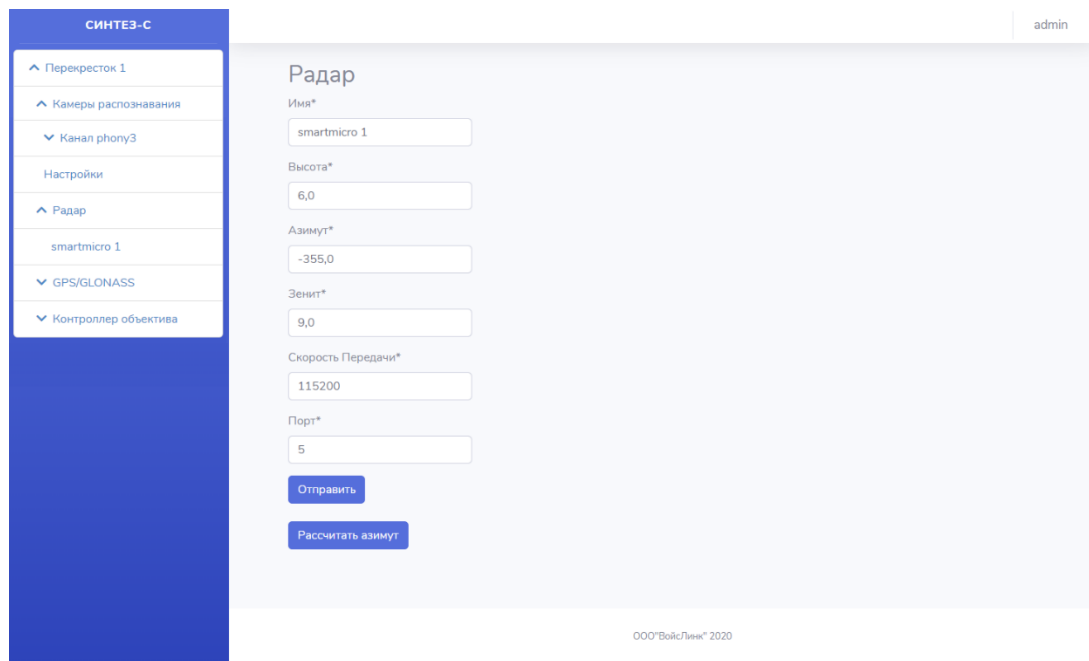 СИНТЕЗ-С
admin
Перекресток 1
Камеры распознавания
Канал phony3
Настройки
Радар
smartmicro 1
GPS/GLONASS
Контроллер объектива
Радар
Имя*
smartmicro 1
Высота*
6,0
Азимут*
-355,0
Зенит*
9,0
Скорость Передачи*
115200
Порт*
5
Отправить
Рассчитать азимут
ООО"ВойсЛинк" 2020